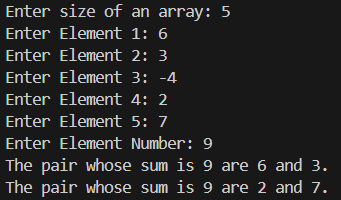 Enter size of an array: 5
Enter Element 1: 6
Enter Element 2: 3
Enter Element 3: -4
Enter Element 4: 2
Enter Element 5: 7
Enter Element Number: 9
The pair whose sum is 9 are 6 and 3.
The pair whose sum is 9 are 2 and 7.